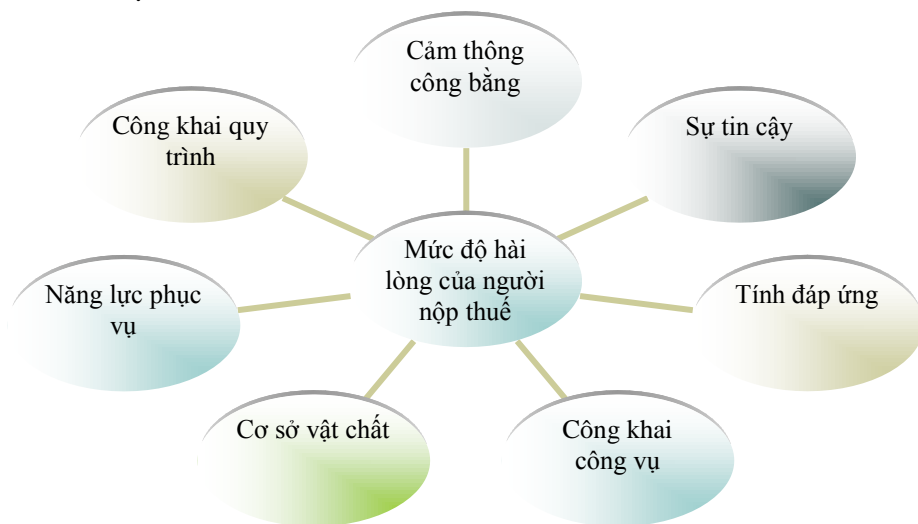 Cảm thông
công bằng
Công khai quy
trình
Sự tin cậy
Mức độ hài
lòng của người
nộp thuế
Năng lực phục
vụ
Tính đáp ứng
Cơ sở vật chất
Công khai
công vụ